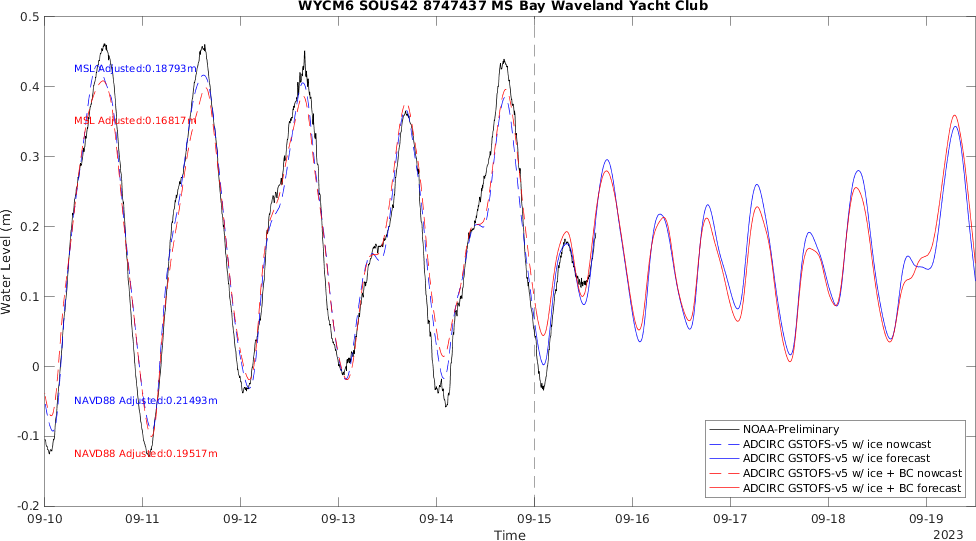 WYCM6 SOUS42 8747437 MS Bay Waveland Yacht Club
0.5
0.4
0.3
0.2
0.1
0
-0.1
-0.2
Water Level (m)
MSL Adjusted:0.18793m
MSL Adjusted:0.16817m
NAVD88 Adjusted:0.21493m
NAVD88 Adjusted:0.19517m
NOAA-Preliminary
ADCIRC GSTOFS-v5 w/ ice nowcast
ADCIRC GSTOFS-v5 w/ ice forecast
ADCIRC GSTOFS-v5 w/ ice + BC nowcast
ADCIRC GSTOFS-v5 w/ ice + BC forecast
09-10 09-11 09-12 09-13 09-14 09-15 09-16 09-17 09-18 09-19
Time
2023